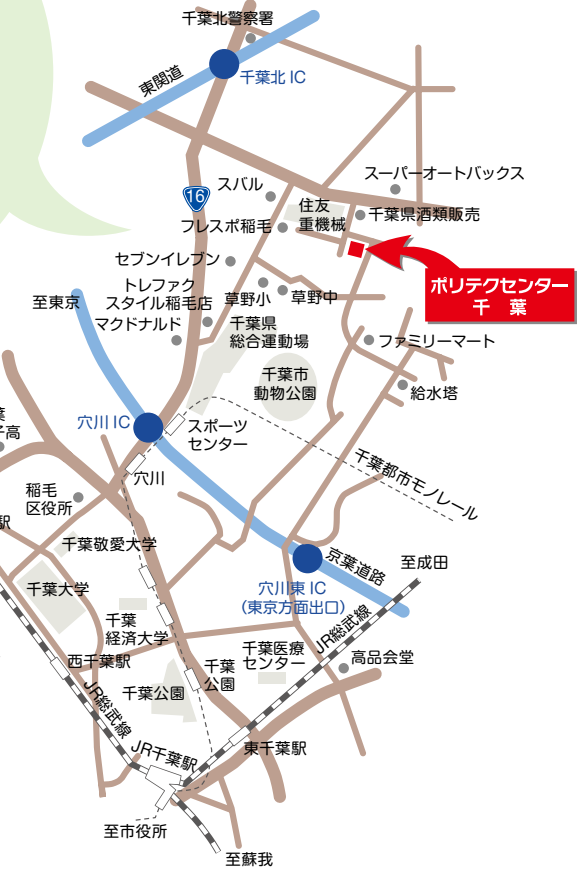 千葉北警察署
東関道
千葉北 IC
スーパーオートバックス
スバル
16
住友
重機械
千葉県酒類販売
フレスポ稲毛
セブンイレブン
ポリテクセンター
千　葉
トレファク
スタイル稲毛店
草野小
草野中
至東京
マクドナルド
千葉県
総合運動場
ファミリーマート
千葉市
動物公園
給水塔
穴川 IC
スポーツ
センター
葉
子高
千葉都市モノレール
穴川
稲毛
区役所
駅
千葉敬愛大学
京葉道路
至成田
千葉大学
穴川東 IC
（東京方面出口）
千葉
経済大学
JR総武線
西千葉駅
千葉医療
センター
高品会堂
千葉
公園
千葉公園
JR総武線
JR千葉駅
東千葉駅
至市役所
至蘇我